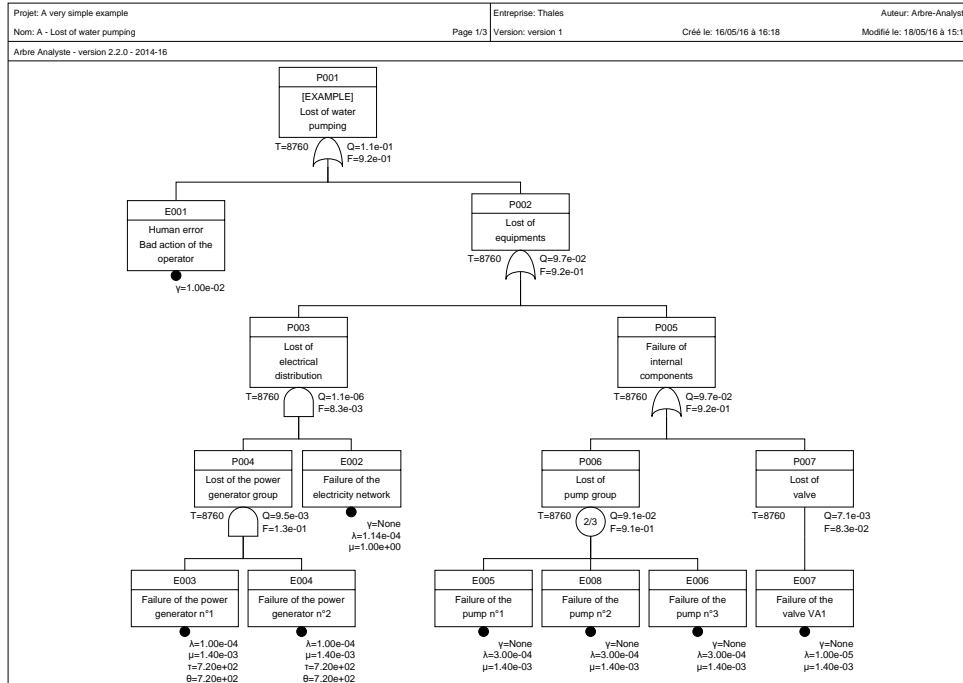 Projet: A very simple example
Entreprise: Thales
Auteur: Arbre-Analyst
Nom: A - Lost of water pumping
Page 1/3
Version: version 1
Créé le: 16/05/16 à 16:18
Modifié le: 18/05/16 à 15:1
Arbre Analyste - version 2.2.0 - 2014-16
P001
[EXAMPLE]
Lost of water
pumping
T=8760
Q=1.1e-01
F=9.2e-01
E001
Human error
Bad action of the
operator
γ=1.00e-02
P002
Lost of
equipments
T=8760
Q=9.7e-02
F=9.2e-01
P003
Lost of
electrical
distribution
T=8760
Q=1.1e-06
F=8.3e-03
P005
Failure of
internal
components
T=8760
Q=9.7e-02
F=9.2e-01
P004
Lost of the power
generator group
T=8760
Q=9.5e-03
F=1.3e-01
E002
Failure of the
electricity network
γ=None
λ=1.14e-04
μ=1.00e+00
P006
Lost of
pump group
T=8760
2/3
Q=9.1e-02
F=9.1e-01
P007
Lost of
valve
T=8760
Q=7.1e-03
F=8.3e-02
E003
Failure of the power
generator n°1
λ=1.00e-04
μ=1.40e-03
τ=7.20e+02
θ=7.20e+02
E004
Failure of the power
generator n°2
λ=1.00e-04
μ=1.40e-03
τ=7.20e+02
θ=7.20e+02
E005
Failure of the
pump n°1
γ=None
λ=3.00e-04
μ=1.40e-03
E008
Failure of the
pump n°2
γ=None
λ=3.00e-04
μ=1.40e-03
E006
Failure of the
pump n°3
γ=None
λ=3.00e-04
μ=1.40e-03
E007
Failure of the
valve VA1
γ=None
λ=1.00e-05
μ=1.40e-03